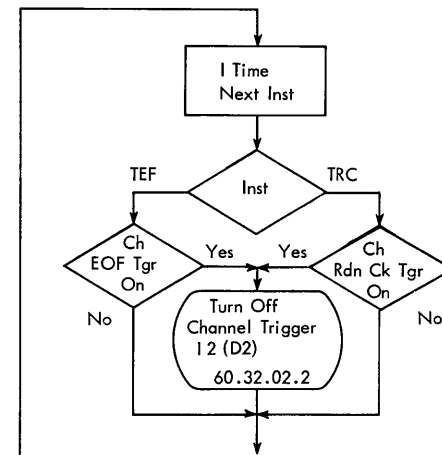 I Time
Next Inst
TEF
Inst
TRC
Ch
EOF Tgr
On
Yes
Yes
Ch
Rdn Ck Tgr
On
No
No
Turn Off
Channel Trigger
I 2 (D2)
60.32.02.2